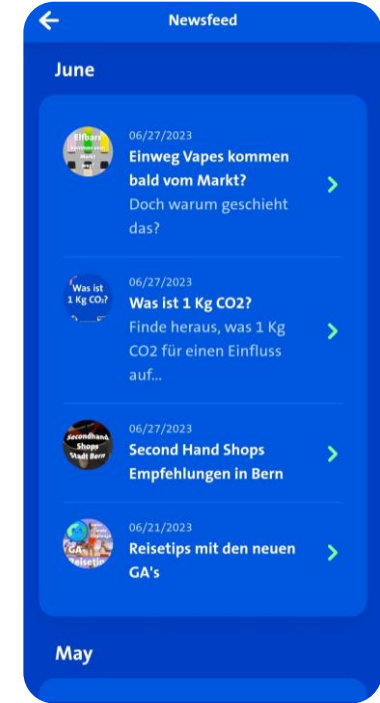 Newsfeed
June
Elfbars
06/27/2023
Einweg Vapes kommen
bald vom Markt?
Doch warum geschieht
das?
Was ist
1 Kg CO₂?
06/27/2023
Was ist 1 Kg CO2?
Finde heraus, was 1 Kg
CO2 für einen Einfluss
auf...
Secondhand
Shops
Stadt Bern
06/27/2023
Second Hand Shops
Empfehlungen in Bern
GA
06/21/2023
Reisetips mit den neuen
GA's
May